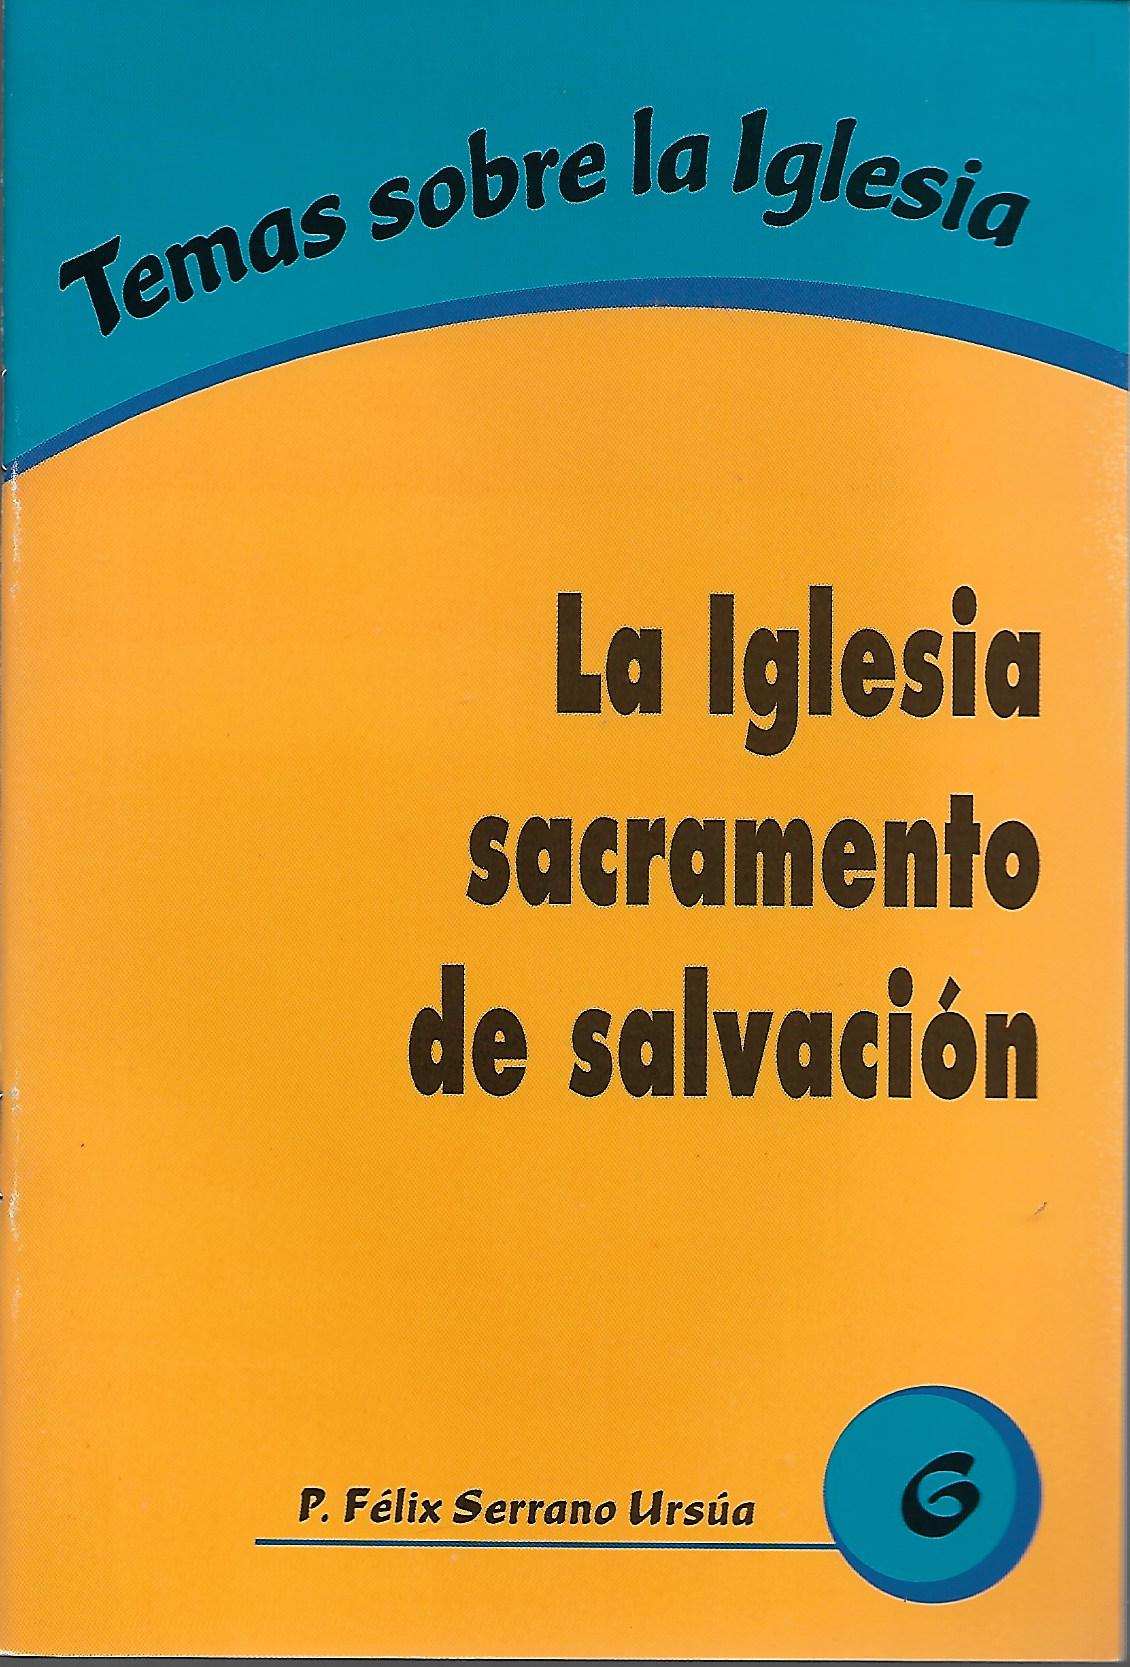 Temas sobre la Iglesia
La Iglesia
sacramento
de salvación
P. Félix Serrano Ursúa
6